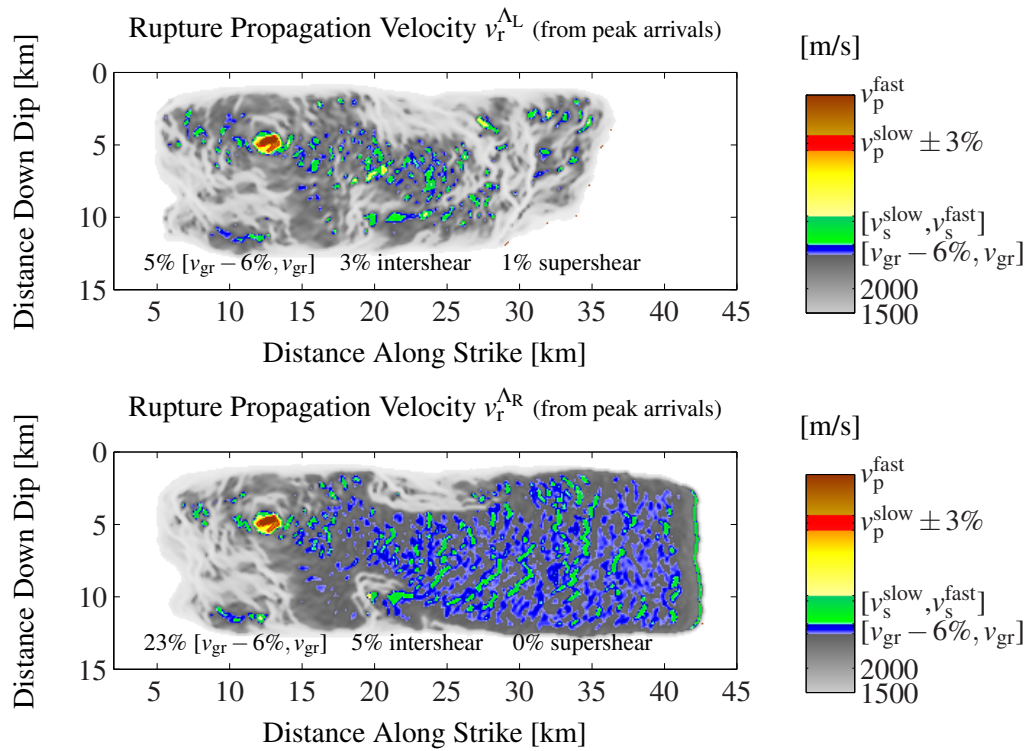 Rupture Propagation Velocity v_r^{Λ_L} (from peak arrivals)
[m/s]
Distance Down Dip [km]
0
5
10
15
5% [v_gr − 6%, v_gr] 3% intershear 1% supershear
5 10 15 20 25 30 35 40 45
Distance Along Strike [km]
v_p^fast
v_p^slow ± 3%
[v_s^slow, v_s^fast]
[v_gr − 6%, v_gr]
2000
1500
Rupture Propagation Velocity v_r^{Λ_R} (from peak arrivals)
[m/s]
Distance Down Dip [km]
0
5
10
15
23% [v_gr − 6%, v_gr] 5% intershear 0% supershear
5 10 15 20 25 30 35 40 45
Distance Along Strike [km]
v_p^fast
v_p^slow ± 3%
[v_s^slow, v_s^fast]
[v_gr − 6%, v_gr]
2000
1500